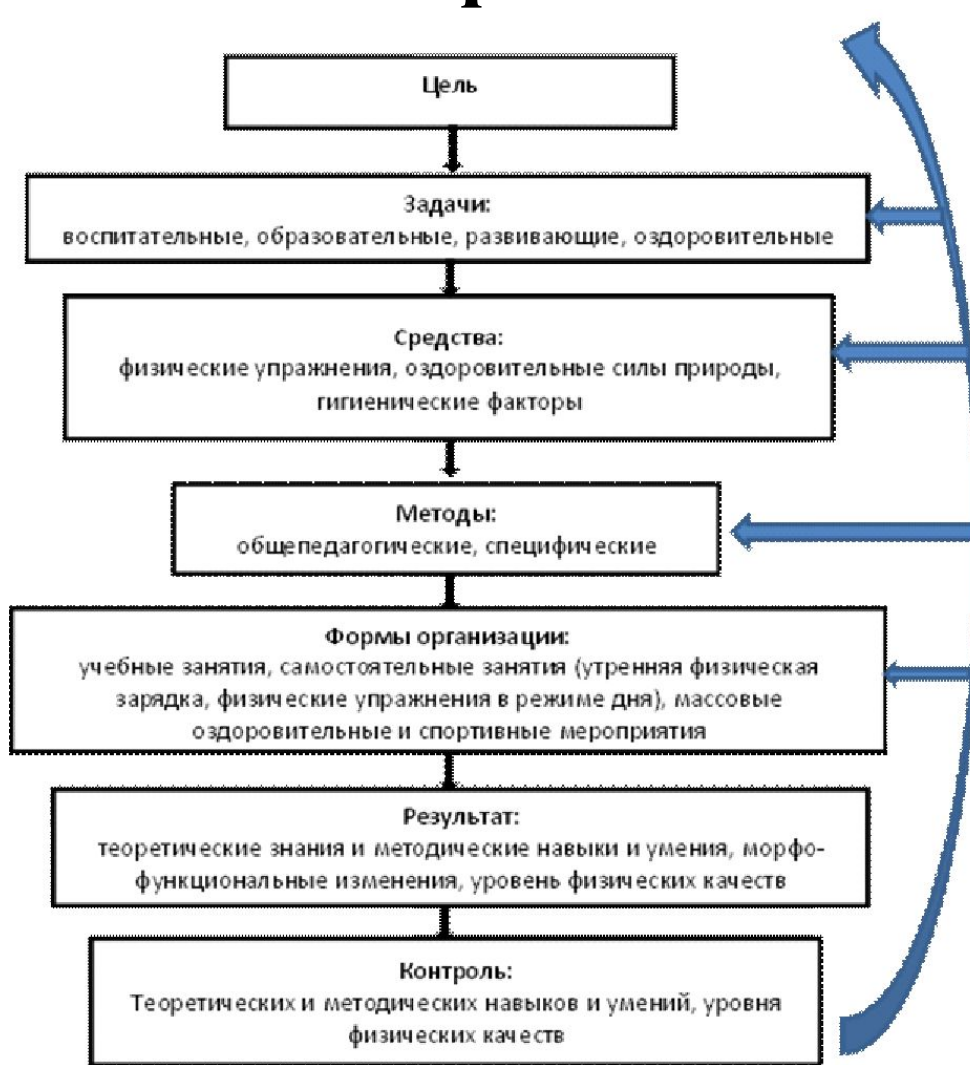 Цель
Задачи:
воспитательные, образовательные, развивающие, оздоровительные
Средства:
физические упражнения, оздоровительные силы природы,
гигиенические факторы
Методы:
общепедагогические, специфические
Формы организации:
учебные занятия, самостоятельные занятия (утренняя физическая
зарядка, физические упражнения в режиме дня), массовые
оздоровительные и спортивные мероприятия
Результат:
теоретические знания и методические навыки и умения, морфо-
функциональные изменения, уровень физических качеств
Контроль:
Теоретических и методических навыков и умений, уровня
физических качеств